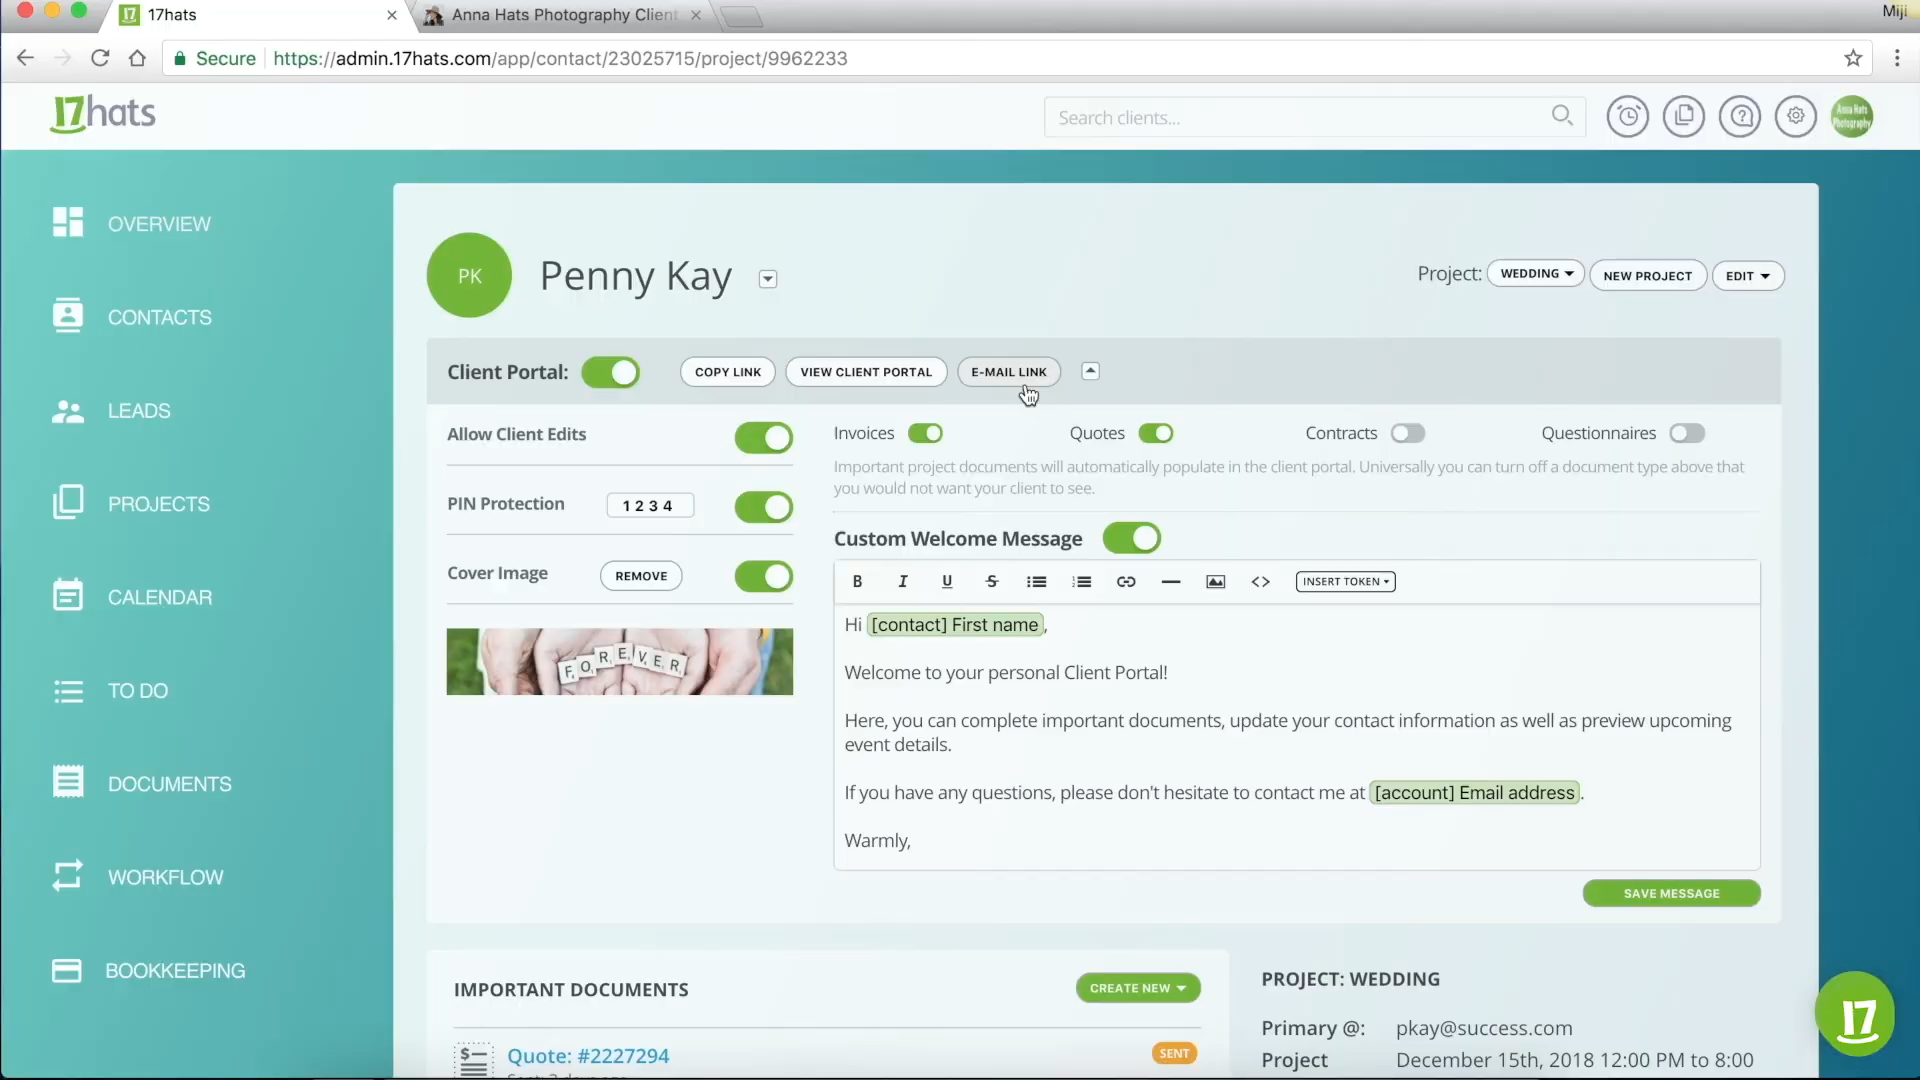 17hats
Anna Hats Photography Client
Miji
Secure
https://admin.17hats.com/app/contact/23025715/project/9962233
17hats
Search clients...
Anna Hats
Photography
OVERVIEW
CONTACTS
LEADS
PROJECTS
CALENDAR
TO DO
DOCUMENTS
WORKFLOW
BOOKKEEPING
PK
Penny Kay
Project:
WEDDING
NEW PROJECT
EDIT
Client Portal:
COPY LINK
VIEW CLIENT PORTAL
E-MAIL LINK
Allow Client Edits
PIN Protection
1234
Cover Image
REMOVE
FOREVER
Invoices
Quotes
Contracts
Questionnaires
Important project documents will automatically populate in the client portal. Universally you can turn off a document type above that
you would not want your client to see.
Custom Welcome Message
B I U S
INSERT TOKEN
Hi [contact] First name,
Welcome to your personal Client Portal!
Here, you can complete important documents, update your contact information as well as preview upcoming
event details.
If you have any questions, please don't hesitate to contact me at [account] Email address.
Warmly,
SAVE MESSAGE
IMPORTANT DOCUMENTS
CREATE NEW
Quote: #2227294
SENT
PROJECT: WEDDING
Primary @: pkay@success.com
Project December 15th, 2018 12:00 PM to 8:00
17